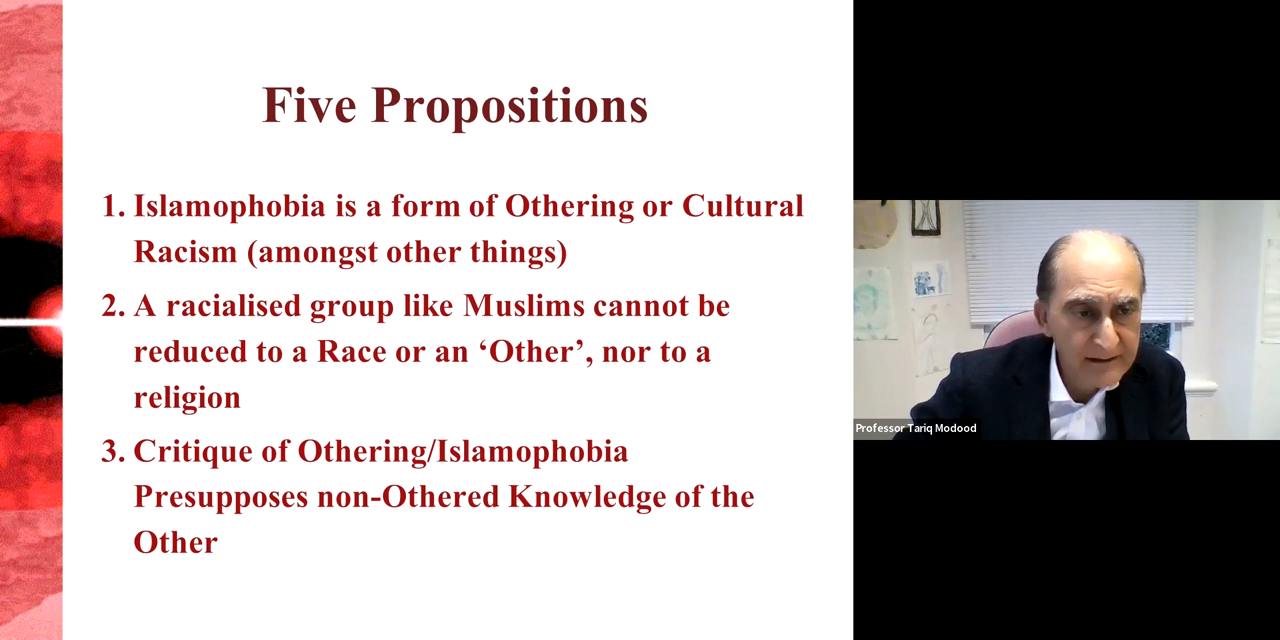 Five Propositions
1. Islamophobia is a form of Othering or Cultural
Racism (amongst other things)
2. A racialised group like Muslims cannot be
reduced to a Race or an ‘Other’, nor to a
religion
3. Critique of Othering/Islamophobia
Presupposes non-Othered Knowledge of the
Other
Professor Tariq Modood